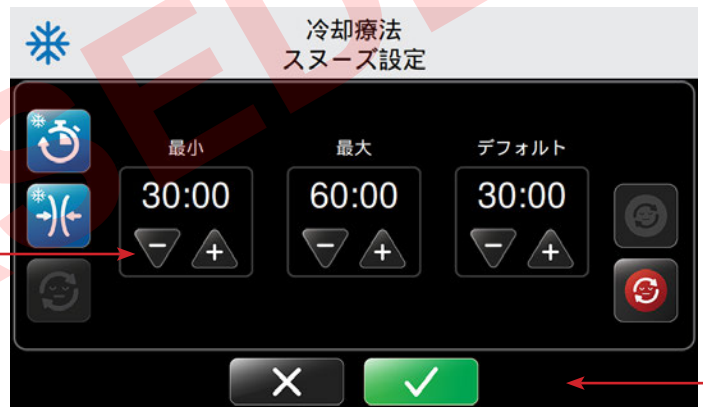 冷却療法
スヌーズ設定
最小
最大
デフォルト
30:00
60:00
30:00
- +
- +
- +